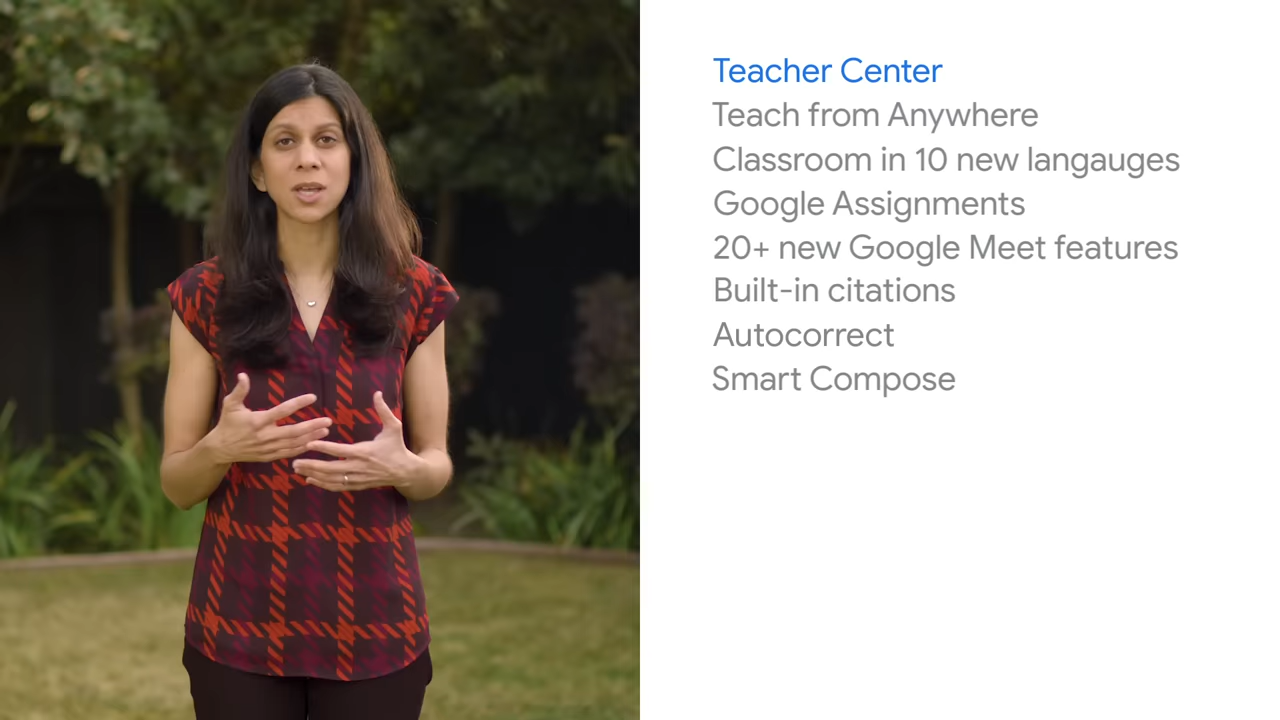 Teacher Center
Teach from Anywhere
Classroom in 10 new langauges
Google Assignments
20+ new Google Meet features
Built-in citations
Autocorrect
Smart Compose